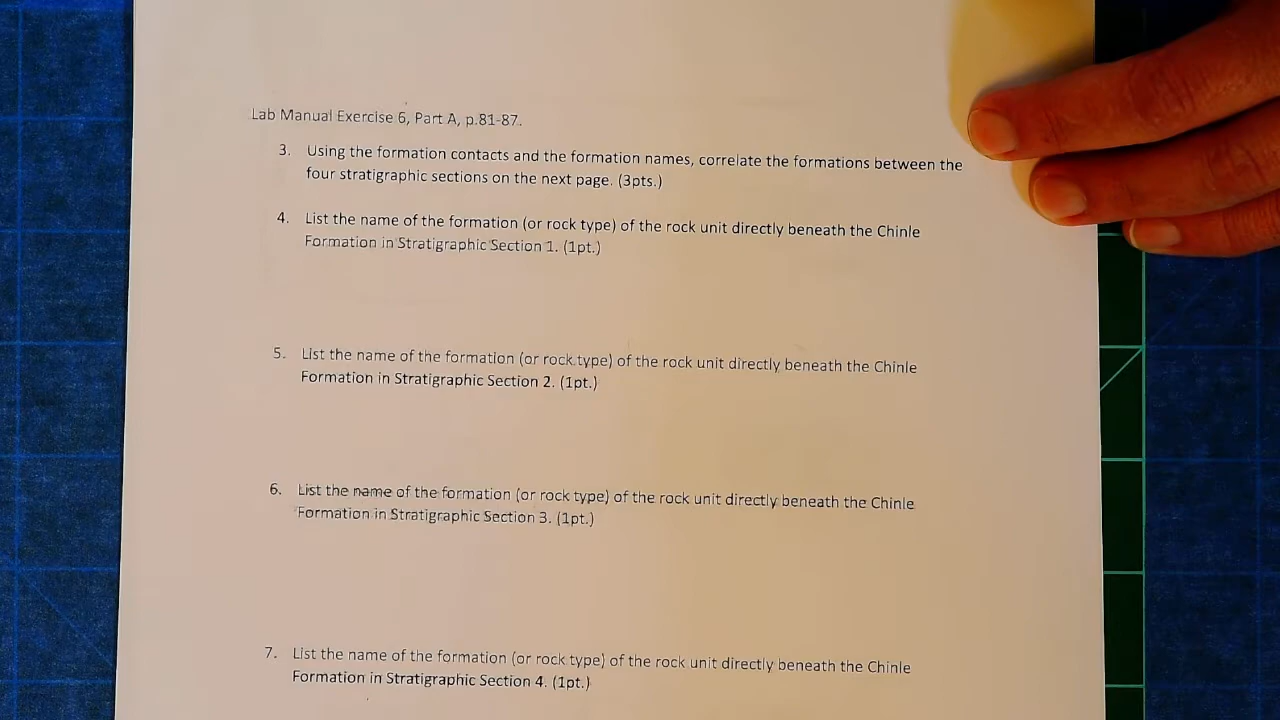 Lab Manual Exercise 6, Part A, p.81-87.
3. Using the formation contacts and the formation names, correlate the formations between the
four stratigraphic sections on the next page. (3pts.)
4. List the name of the formation (or rock type) of the rock unit directly beneath the Chinle
Formation in Stratigraphic Section 1. (1pt.)
5. List the name of the formation (or rock type) of the rock unit directly beneath the Chinle
Formation in Stratigraphic Section 2. (1pt.)
6. List the name of the formation (or rock type) of the rock unit directly beneath the Chinle
Formation in Stratigraphic Section 3. (1pt.)
7. List the name of the formation (or rock type) of the rock unit directly beneath the Chinle
Formation in Stratigraphic Section 4. (1pt.)